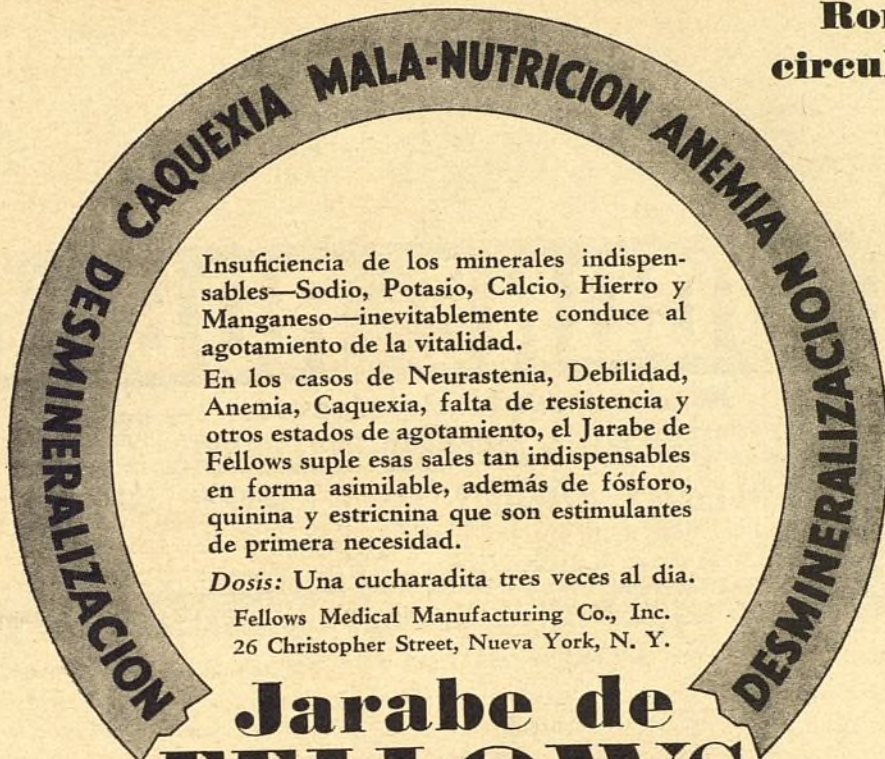 DESMINERALIZACION CAQUEXIA MALA-NUTRICION ANEMIA DESMINERALIZACION
Insuficiencia de los minerales indispen-
sables—Sodio, Potasio, Calcio, Hierro y
Manganeso—inevitablemente conduce al
agotamiento de la vitalidad.
En los casos de Neurastenia, Debilidad,
Anemia, Caquexia, falta de resistencia y
otros estados de agotamiento, el Jarabe de
Fellows suple esas sales tan indispensables
en forma asimilable, además de fósforo,
quinina y estricnina que son estimulantes
de primera necesidad.
Dosis: Una cucharadita tres veces al dia.
Fellows Medical Manufacturing Co., Inc.
26 Christopher Street, Nueva York, N. Y.
Jarabe de
FELLOWS